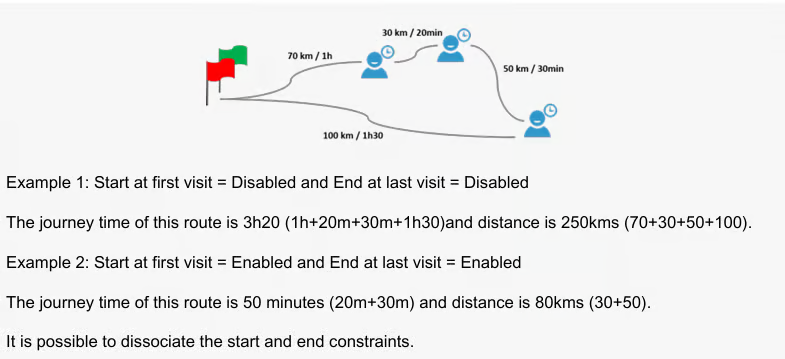 30 km / 20min
70 km / 1h
50 km / 30min
100 km / 1h30
Example 1: Start at first visit = Disabled and End at last visit = Disabled
The journey time of this route is 3h20 (1h+20m+30m+1h30)and distance is 250kms (70+30+50+100).
Example 2: Start at first visit = Enabled and End at last visit = Enabled
The journey time of this route is 50 minutes (20m+30m) and distance is 80kms (30+50).
It is possible to dissociate the start and end constraints.